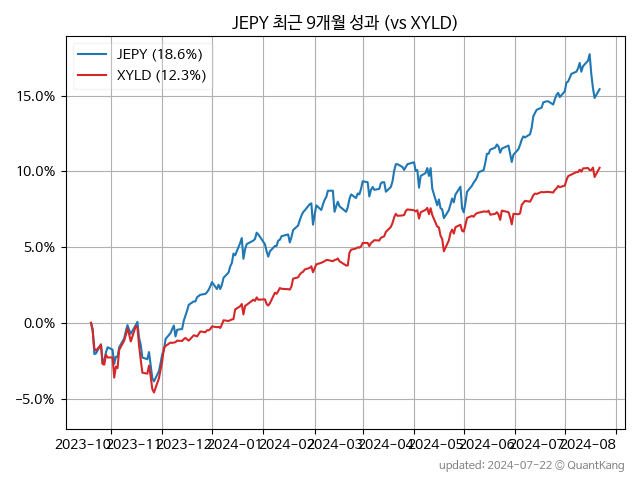 JEPY 최근 9개월 성과 (vs XYLD)
JEPY (18.6%)
XYLD (12.3%)
15.0%
10.0%
5.0%
0.0%
−5.0%
2023-10 2023-11 2023-12 2024-01 2024-02 2024-03 2024-04 2024-05 2024-06 2024-07 2024-08
updated: 2024-07-22 © QuantKang